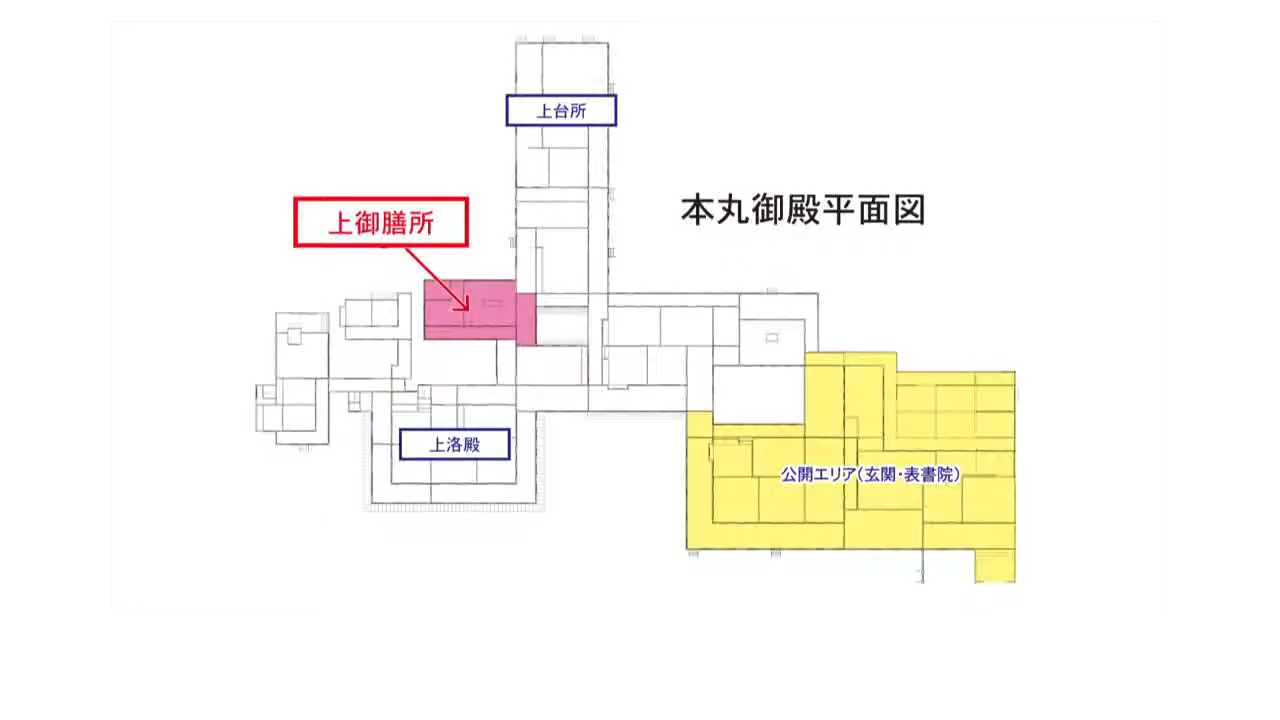 上台所
本丸御殿平面図
上御膳所
上洛殿
公開エリア(玄関・表書院)